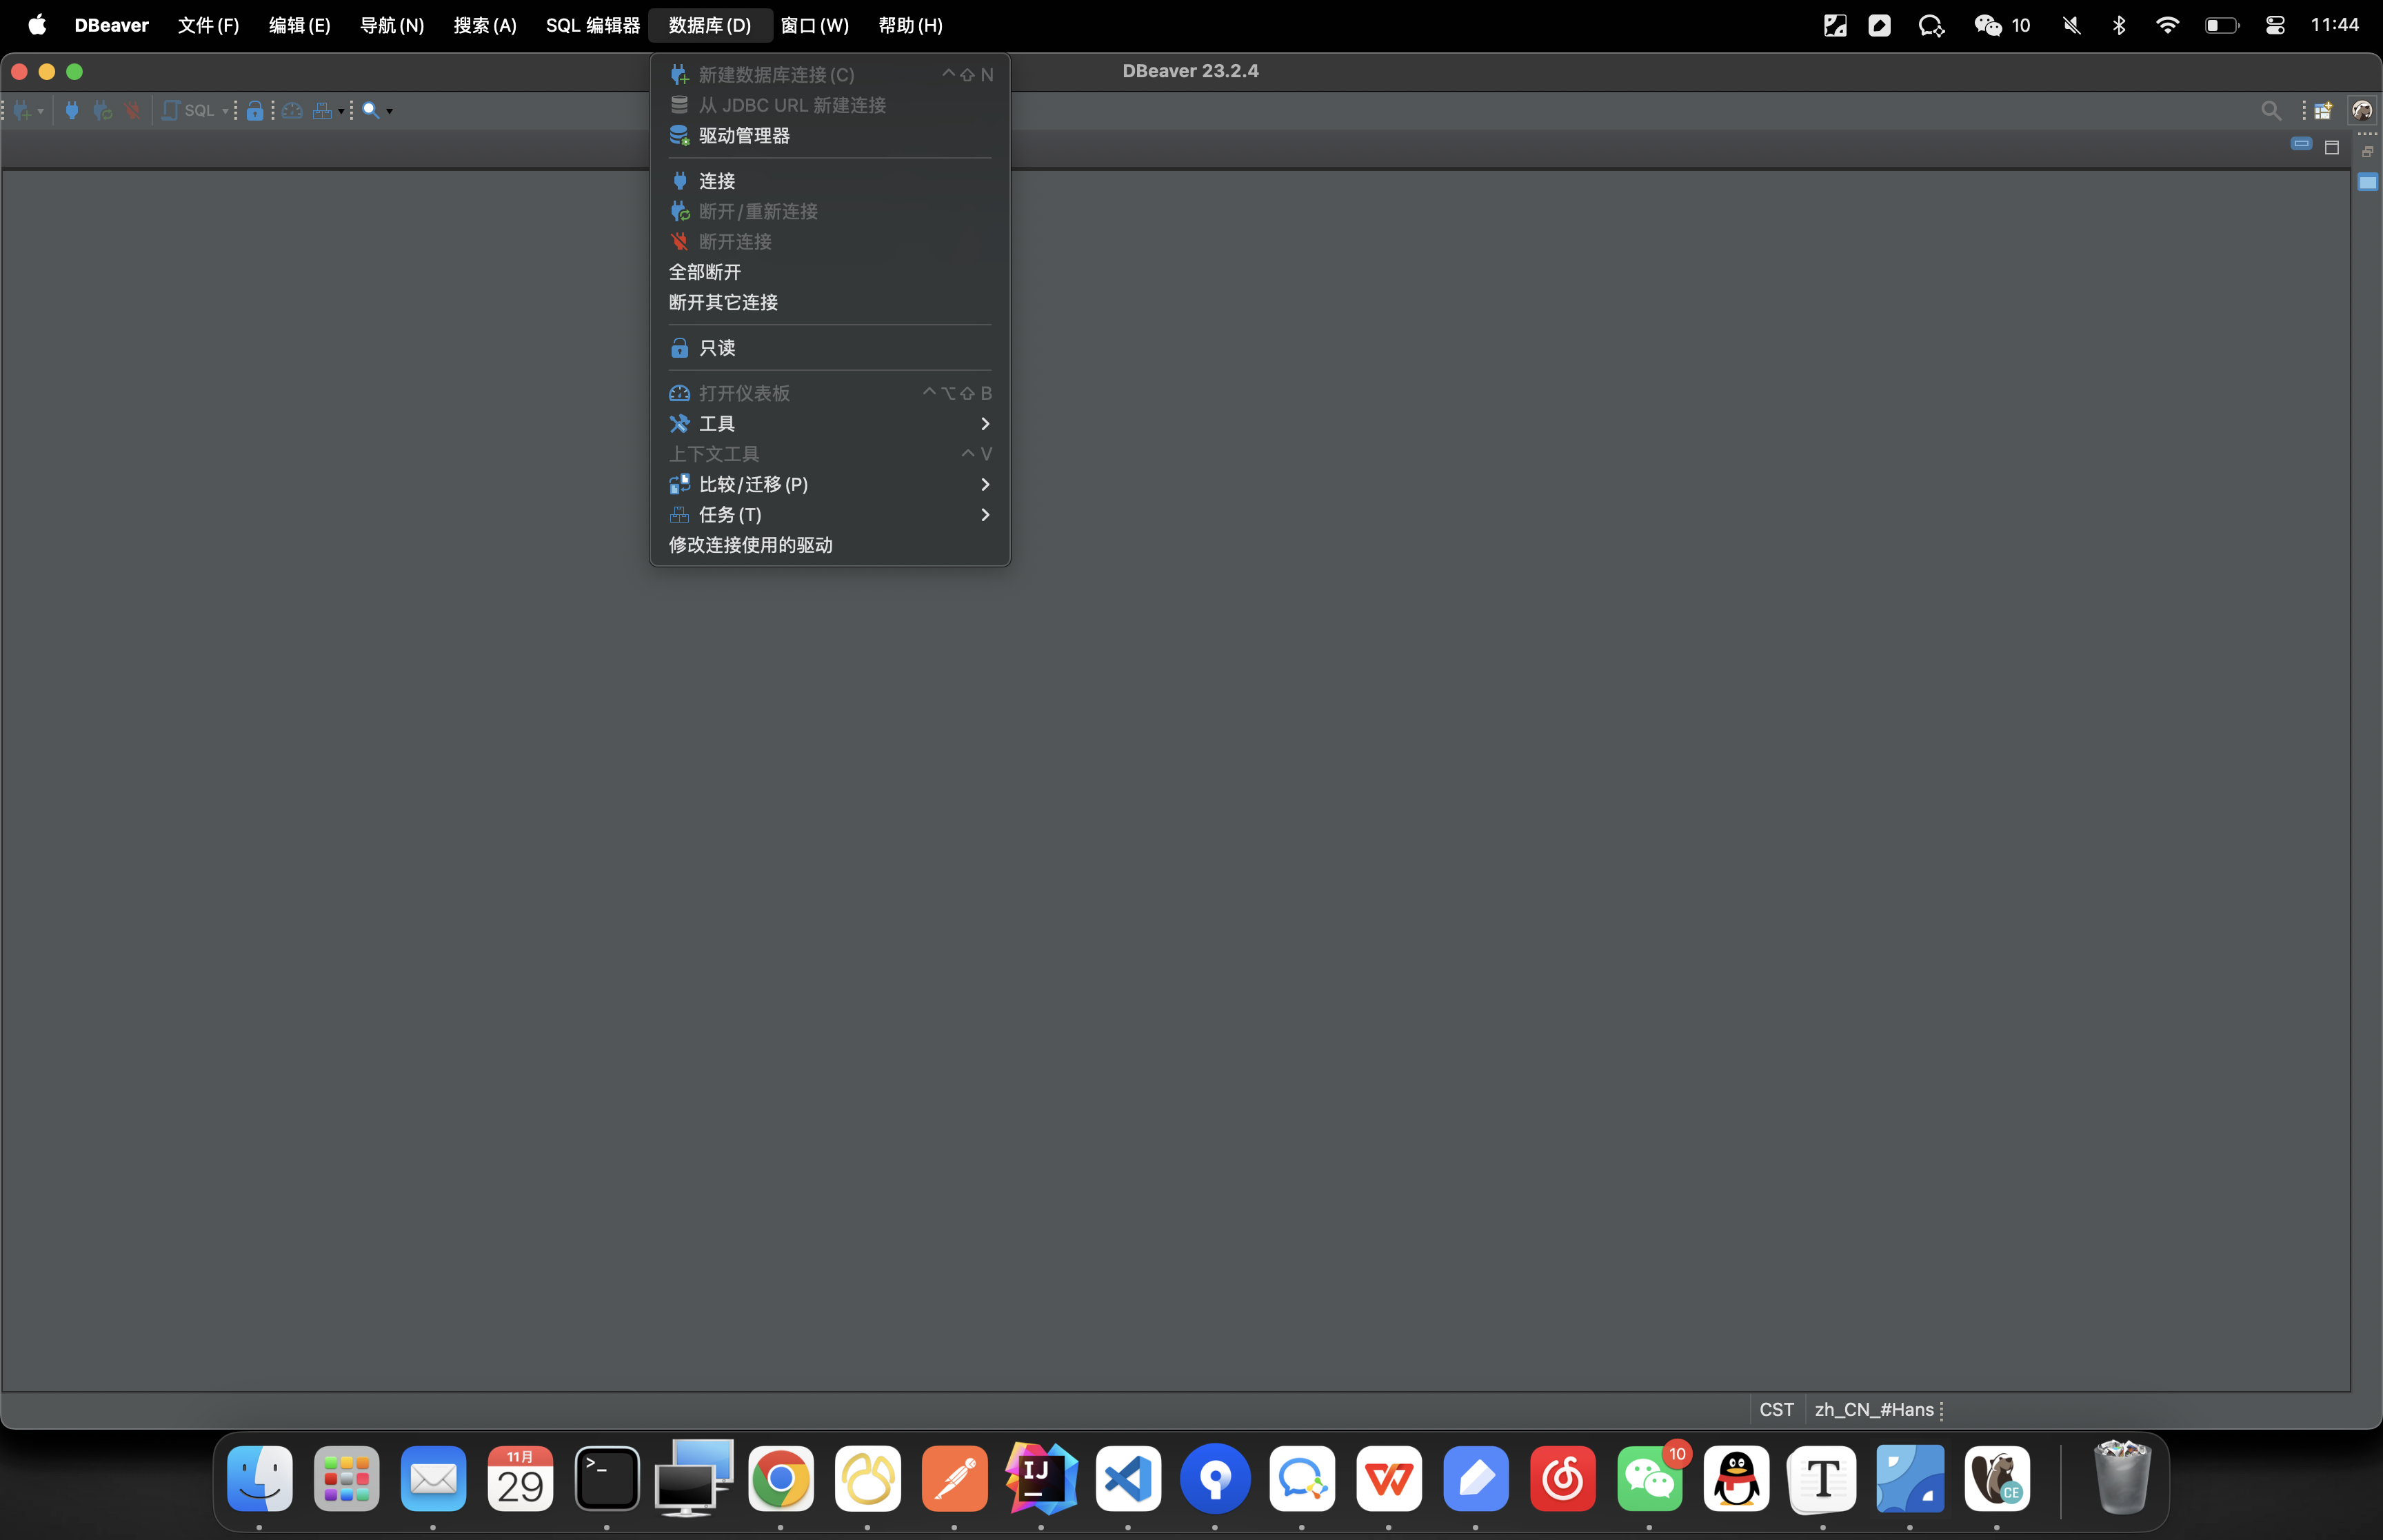 DBeaver 文件(F) 编辑(E) 导航(N) 搜索(A) SQL 编辑器 数据库(D) 窗口(W) 帮助(H) 10 11:44
DBeaver 23.2.4
SQL
新建数据库连接(C) ^⇧ N
从 JDBC URL 新建连接
驱动管理器
连接
断开/重新连接
断开连接
全部断开
断开其它连接
只读
打开仪表板 ^⌥⇧ B
工具
上下文工具 ^ V
比较/迁移(P)
任务(T)
修改连接使用的驱动
CST zh_CN_#Hans
11月
29
>_
IJ
10
T
CE